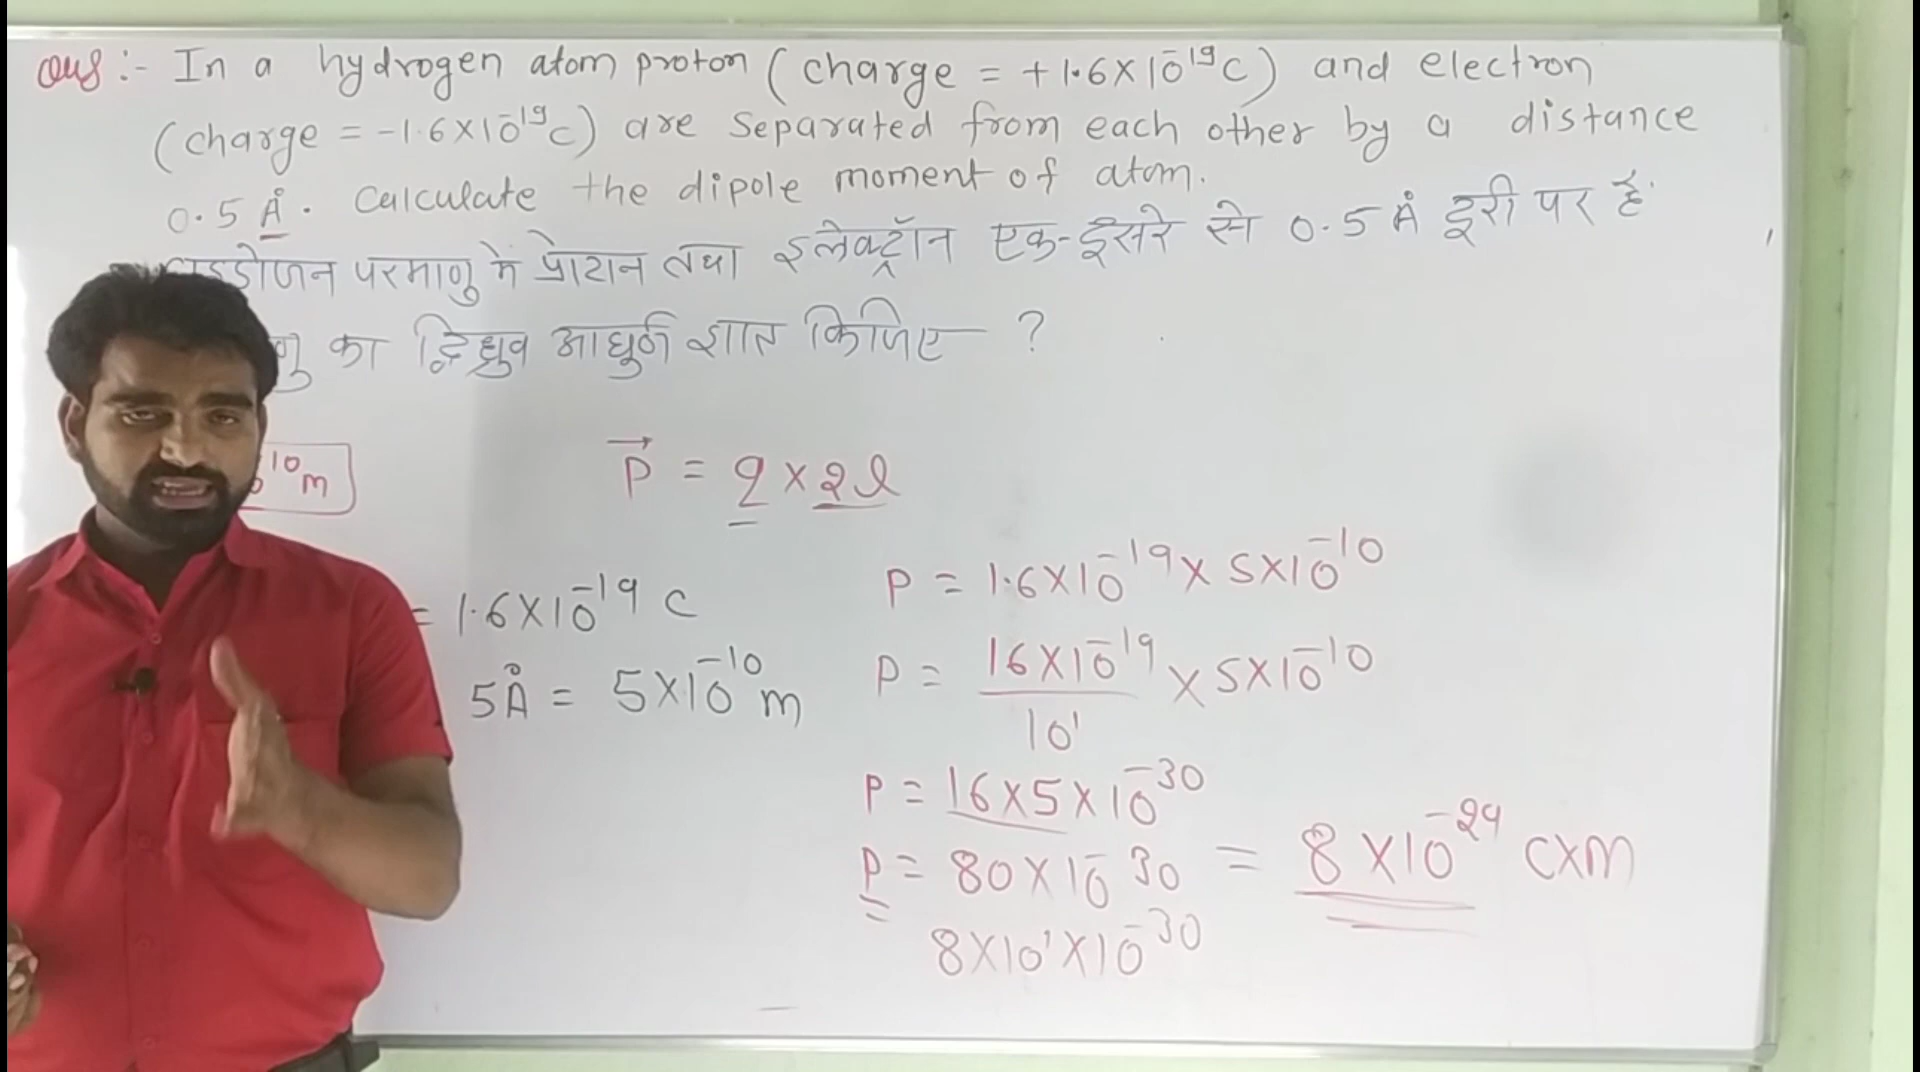 Ques :- In a hydrogen atom proton ( charge = +1.6×10⁻¹⁹C ) and electron
(charge = -1.6×10⁻¹⁹C) are separated from each other by a distance
0.5 Å . Calculate the dipole moment of atom.
परमाणु में प्रोटान तथा इलेक्ट्रॉन एक-दूसरे से 0.5 Å दूरी पर है.
का द्विध्रुव आघुर्ण ज्ञात किजिए ?
10 m
P⃗ = q × 2l
= 1.6×10⁻¹⁹ C
5Å = 5×10⁻¹⁰ m
P = 1.6×10⁻¹⁹ × 5×10⁻¹⁰
P = 16×10⁻¹⁹ / 10¹ × 5×10⁻¹⁰
P = 16×5×10⁻³⁰
P = 80×10⁻³⁰ = 8×10⁻²⁹ C×m
8×10¹×10⁻³⁰